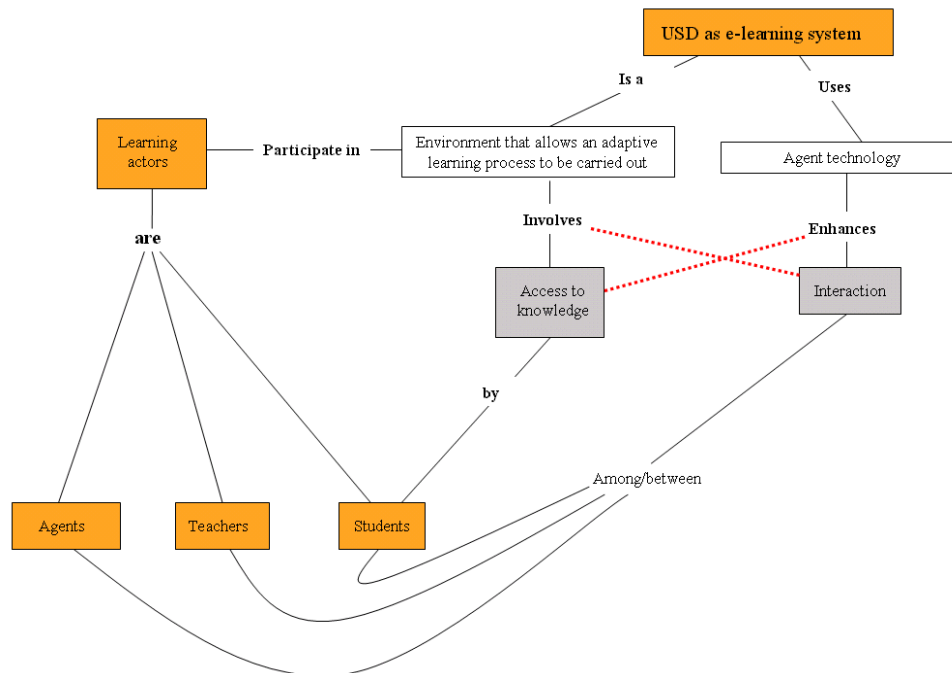 USD as e-learning system
Is a
Uses
Learning
actors
Participate in
Environment that allows an adaptive
learning process to be carried out
Agent technology
are
Involves
Enhances
Access to
knowledge
Interaction
by
Among/between
Agents
Teachers
Students